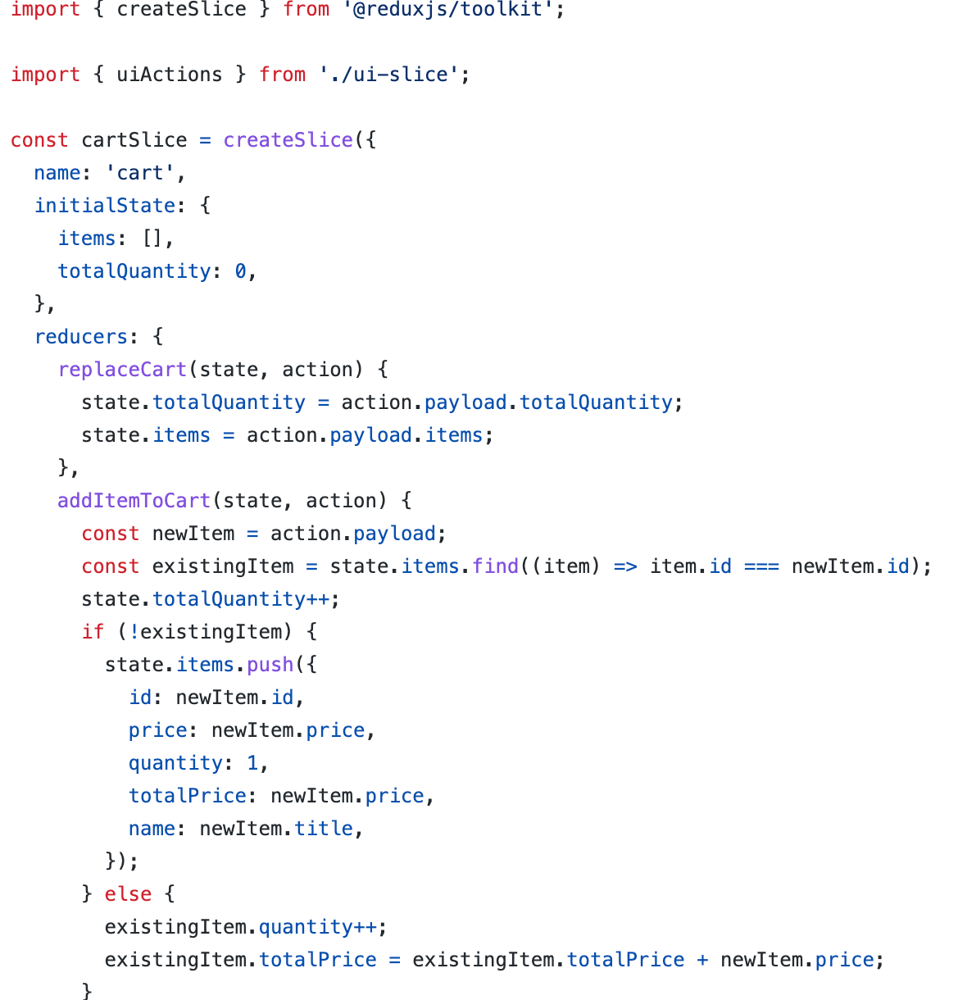 import { createSlice } from '@reduxjs/toolkit';
import { uiActions } from './ui-slice';
const cartSlice = createSlice({
  name: 'cart',
  initialState: {
    items: [],
    totalQuantity: 0,
  },
  reducers: {
    replaceCart(state, action) {
      state.totalQuantity = action.payload.totalQuantity;
      state.items = action.payload.items;
    },
    addItemToCart(state, action) {
      const newItem = action.payload;
      const existingItem = state.items.find((item) => item.id === newItem.id);
      state.totalQuantity++;
      if (!existingItem) {
        state.items.push({
          id: newItem.id,
          price: newItem.price,
          quantity: 1,
          totalPrice: newItem.price,
          name: newItem.title,
        });
      } else {
        existingItem.quantity++;
        existingItem.totalPrice = existingItem.totalPrice + newItem.price;
      }